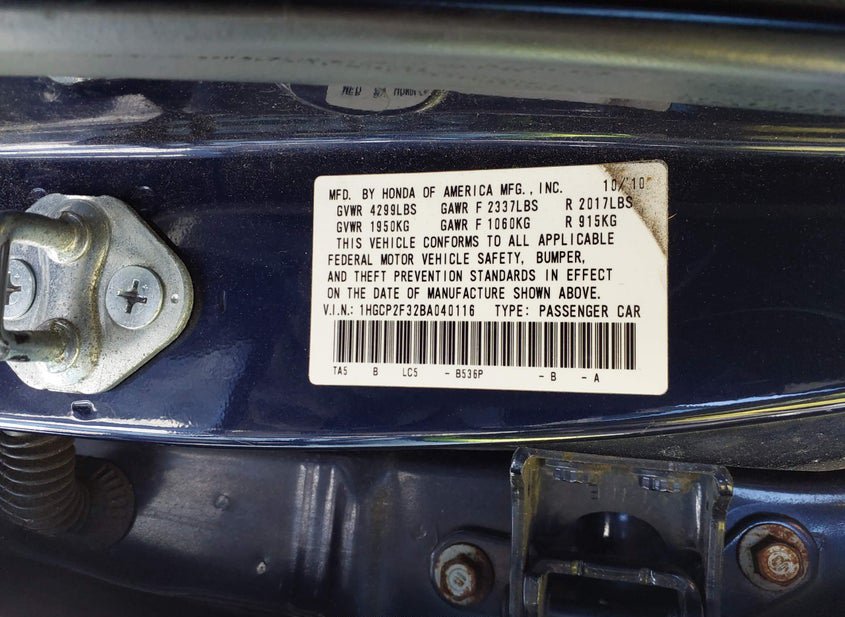 MFD. BY HONDA OF AMERICA MFG., INC. 10/10
GVWR 4299LBS GAWR F 2337LBS R 2017LBS
GVWR 1950KG GAWR F 1060KG R 915KG
THIS VEHICLE CONFORMS TO ALL APPLICABLE
FEDERAL MOTOR VEHICLE SAFETY, BUMPER,
AND THEFT PREVENTION STANDARDS IN EFFECT
ON THE DATE OF MANUFACTURE SHOWN ABOVE.
V.I.N.: 1HGCP2F32BA040116 TYPE: PASSENGER CAR
TA5 B LC5 - B536P - B - A